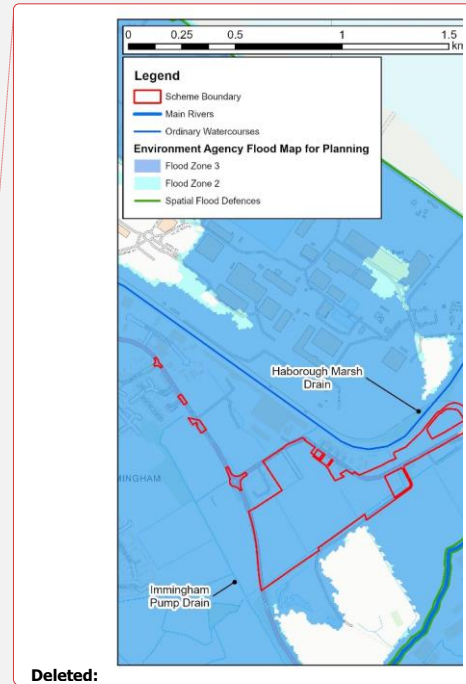 0 0.25 0.5 1 1.5
km
Legend
Scheme Boundary
Main Rivers
Ordinary Watercourses
Environment Agency Flood Map for Planning
Flood Zone 3
Flood Zone 2
Spatial Flood Defences
Haborough Marsh
Drain
MINGHAM
Immingham
Pump Drain
Deleted: